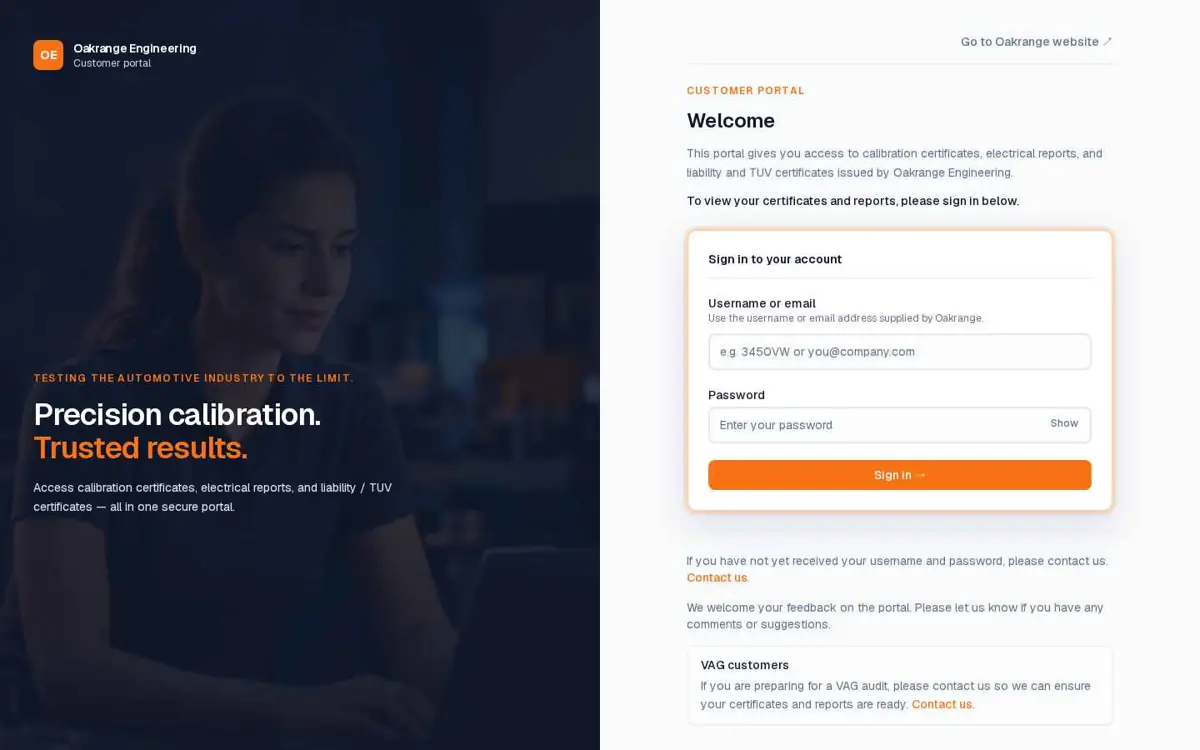 OE
Oakrange Engineering
Customer portal
TESTING THE AUTOMOTIVE INDUSTRY TO THE LIMIT.
Precision calibration.
Trusted results.
Access calibration certificates, electrical reports, and liability / TUV
certificates — all in one secure portal.
Go to Oakrange website ↗
CUSTOMER PORTAL
Welcome
This portal gives you access to calibration certificates, electrical reports, and
liability and TUV certificates issued by Oakrange Engineering.
To view your certificates and reports, please sign in below.
Sign in to your account
Username or email
Use the username or email address supplied by Oakrange.
e.g. 345OVW or you@company.com
Password
Enter your password
Show
Sign in →
If you have not yet received your username and password, please contact us.
Contact us.
We welcome your feedback on the portal. Please let us know if you have any
comments or suggestions.
VAG customers
If you are preparing for a VAG audit, please contact us so we can ensure
your certificates and reports are ready. Contact us.